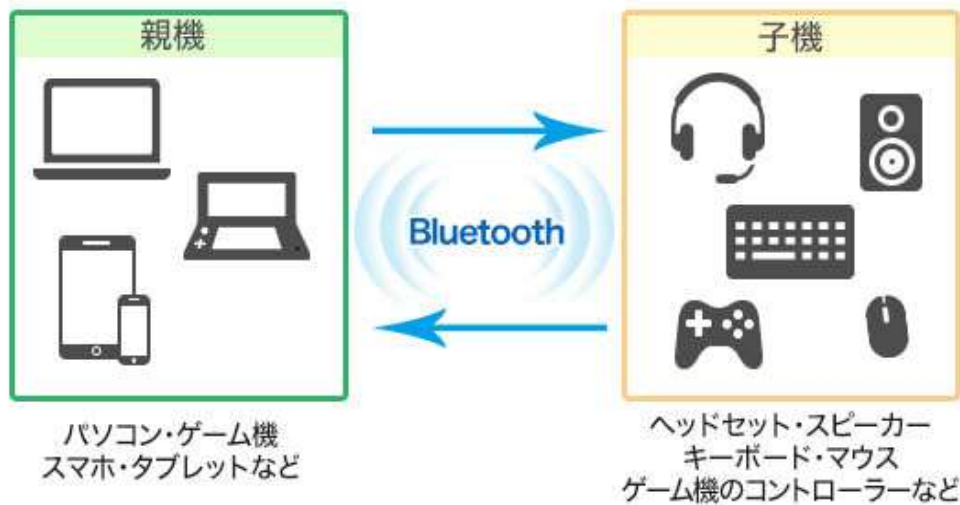 親機
子機
Bluetooth
パソコン・ゲーム機
スマホ・タブレットなど
ヘッドセット・スピーカー
キーボード・マウス
ゲーム機のコントローラーなど